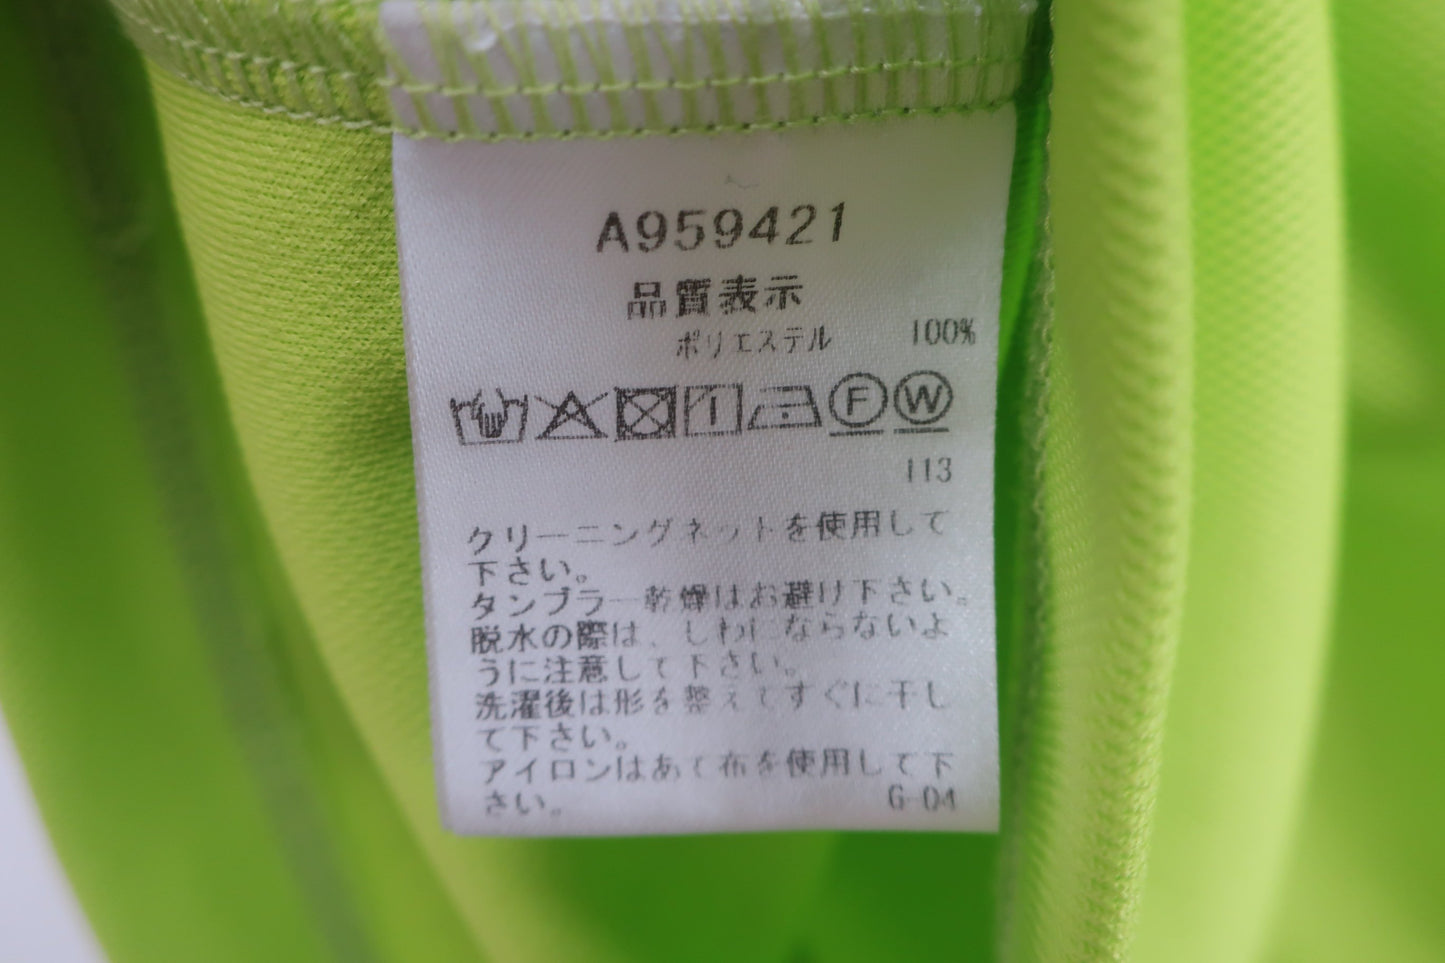 A959421
品質表示
ポリエステル 100%
F W
113
クリーニングネットを使用して
下さい。
タンブラー乾燥はお避け下さい。
脱水の際は、しわにならないよ
うに注意して下さい。
洗濯後は形を整えてすぐに干し
て下さい。
アイロンはあて布を使用して下
さい。 G-04